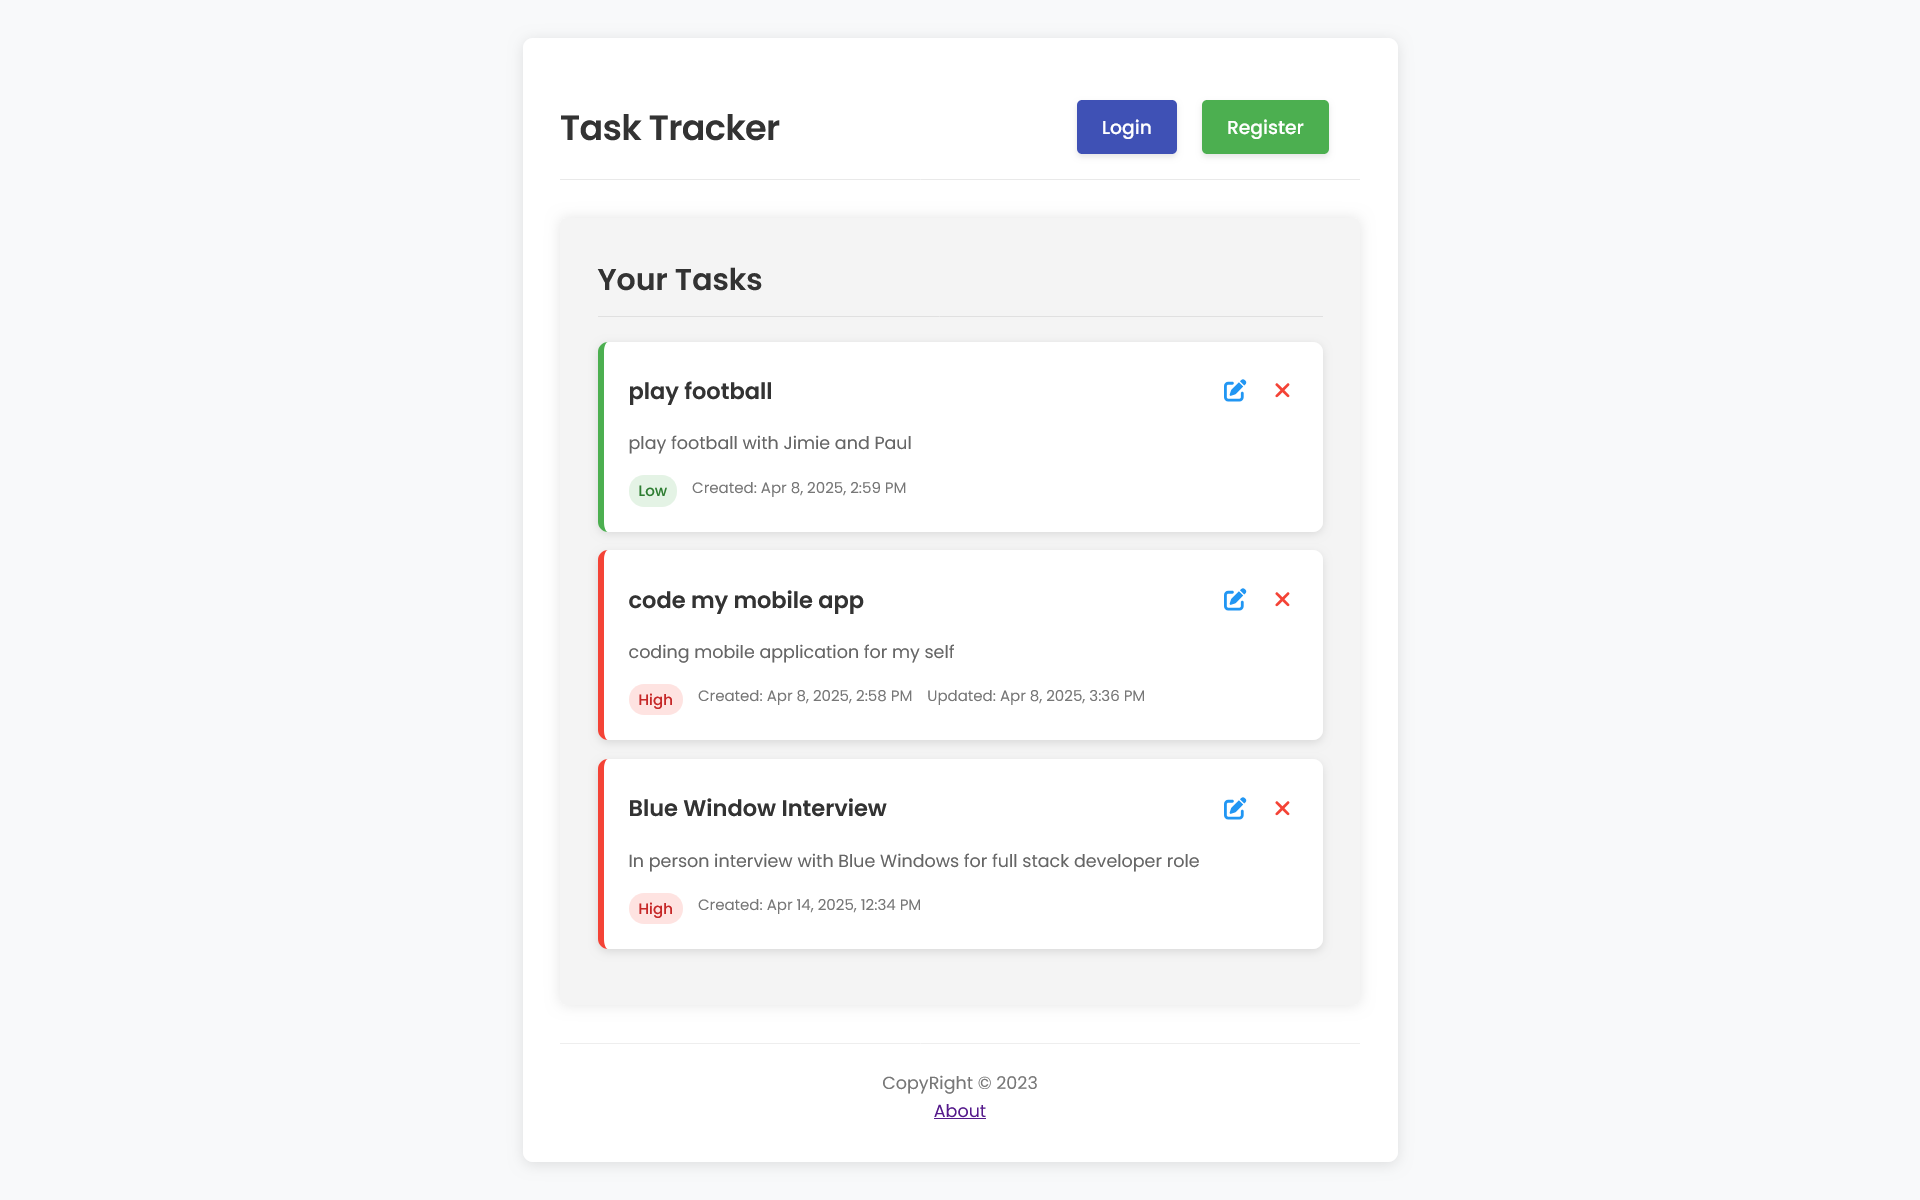 Task Tracker
Login
Register
Your Tasks
play football
play football with Jimie and Paul
Low
Created: Apr 8, 2025, 2:59 PM
code my mobile app
coding mobile application for my self
High
Created: Apr 8, 2025, 2:58 PM
Updated: Apr 8, 2025, 3:36 PM
Blue Window Interview
In person interview with Blue Windows for full stack developer role
High
Created: Apr 14, 2025, 12:34 PM
CopyRight © 2023
About